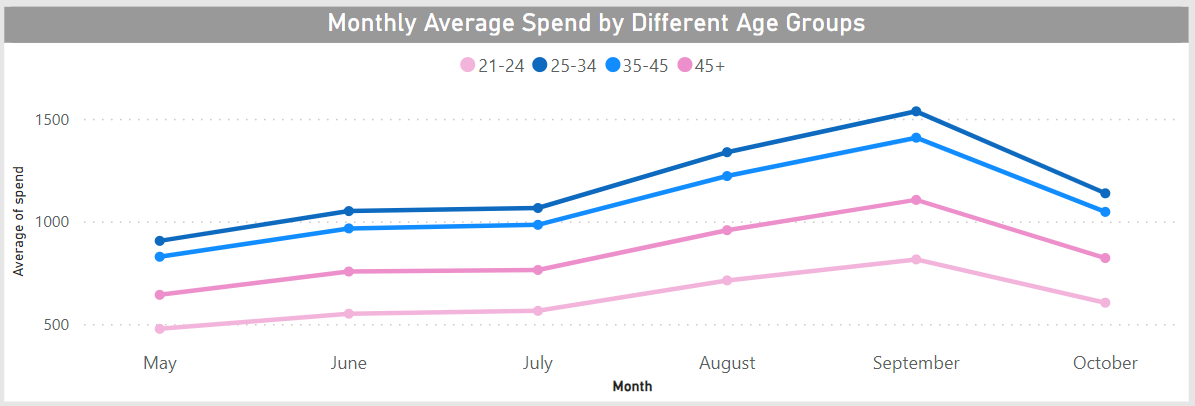 Monthly Average Spend by Different Age Groups
21-24 25-34 35-45 45+
1500
1000
500
Average of spend
May June July August September October
Month